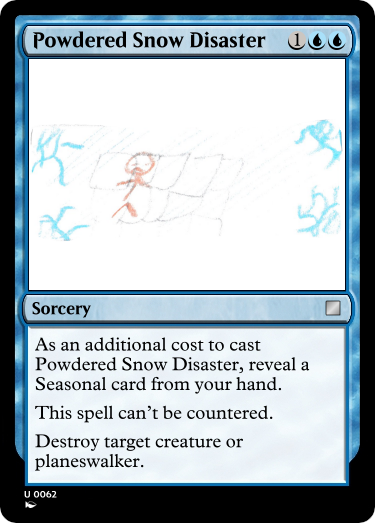 Powdered Snow Disaster 1
Sorcery
As an additional cost to cast
Powdered Snow Disaster, reveal a
Seasonal card from your hand.
This spell can't be countered.
Destroy target creature or
planeswalker.
U 0062